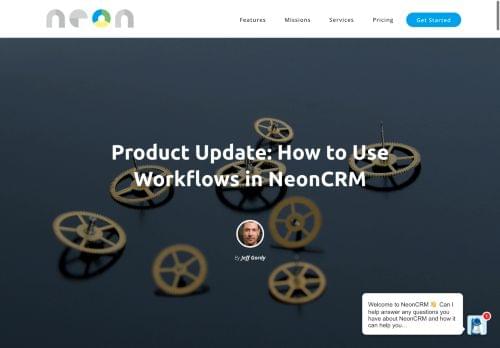 neon
Features
Missions
Services
Pricing
Get Started
Product Update: How to Use
Workflows in NeonCRM
By Jeff Gordy
Welcome to NeonCRM 👋 Can I
help answer any questions you
have about NeonCRM and how it
can help you...
1